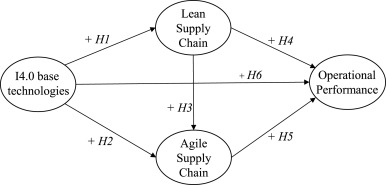 Lean
Supply
Chain
+ H1
+ H4
I4.0 base
technologies
+ H6
Operational
Performance
+ H3
+ H2
+ H5
Agile
Supply
Chain